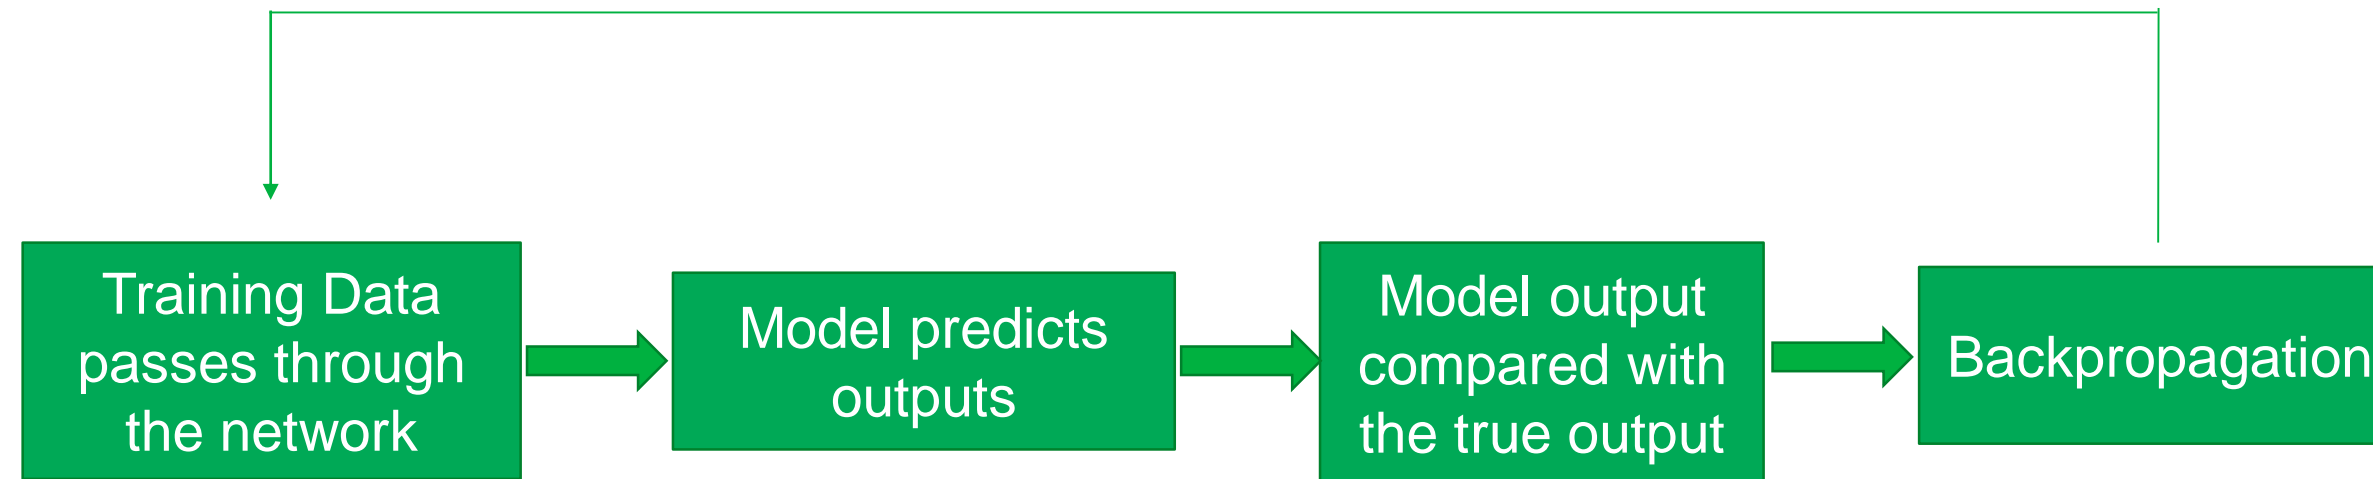 Training Data
passes through
the network
Model predicts
outputs
Model output
compared with
the true output
Backpropagation